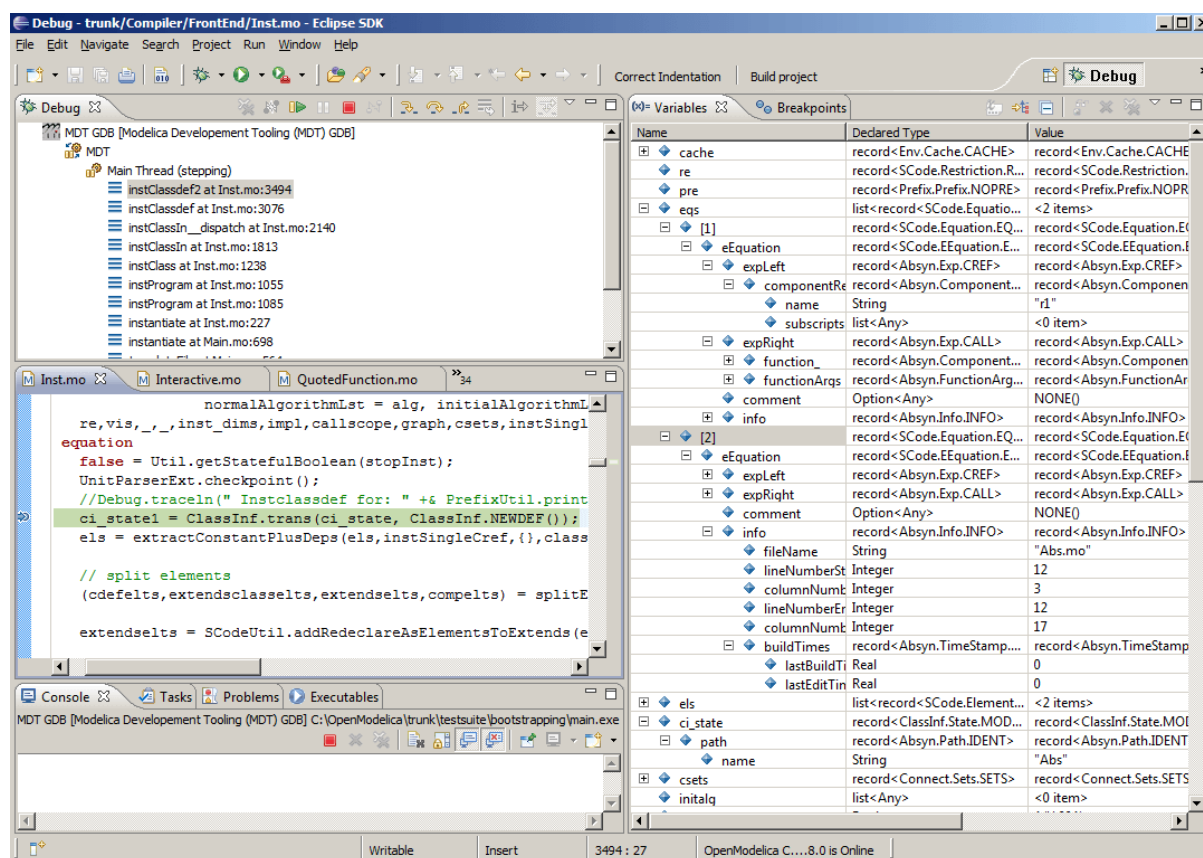 Debug - trunk/Compiler/FrontEnd/Inst.mo - Eclipse SDK
File Edit Navigate Search Project Run Window Help
010 Correct Indentation Build project Debug
Debug
MDT GDB [Modelica Developement Tooling (MDT) GDB]
MDT
Main Thread (stepping)
instClassdef2 at Inst.mo:3494
instClassdef at Inst.mo:3076
instClassIn__dispatch at Inst.mo:2140
instClassIn at Inst.mo:1813
instClass at Inst.mo:1238
instProgram at Inst.mo:1055
instProgram at Inst.mo:1085
instantiate at Inst.mo:227
instantiate at Main.mo:698
Inst.mo Interactive.mo QuotedFunction.mo »34
normalAlgorithmLst = alg, initialAlgorithmL
re,vis,_,_,inst_dims,impl,callscope,graph,csets,instSingl
equation
false = Util.getStatefulBoolean(stopInst);
UnitParserExt.checkpoint();
//Debug.traceln(" Instclassdef for: " +& PrefixUtil.print
ci_state1 = ClassInf.trans(ci_state, ClassInf.NEWDEF());
els = extractConstantPlusDeps(els,instSingleCref,{},class
// split elements
(cdefelts,extendsclasselts,extendselts,compelts) = splitE
extendselts = SCodeUtil.addRedeclareAsElementsToExtends(e
Console Tasks Problems Executables
MDT GDB [Modelica Developement Tooling (MDT) GDB] C:\OpenModelica\trunk\testsuite\bootstrapping\main.exe
(x)= Variables Breakpoints
Name Declared Type Value
cache record<Env.Cache.CACHE> record<Env.Cache.CACHE
re record<SCode.Restriction.R... record<SCode.Restriction.
pre record<Prefix.Prefix.NOPRE> record<Prefix.Prefix.NOPR
eqs list<record<SCode.Equatio... <2 items>
[1] record<SCode.Equation.EQ... record<SCode.Equation.E
eEquation record<SCode.EEquation.E... record<SCode.EEquation.E
expLeft record<Absyn.Exp.CREF> record<Absyn.Exp.CREF>
componentRe record<Absyn.Component... record<Absyn.Componen
name String "r1"
subscripts list<Any> <0 item>
expRight record<Absyn.Exp.CALL> record<Absyn.Exp.CALL>
function_ record<Absyn.Component... record<Absyn.Componen
functionArgs record<Absyn.FunctionArg... record<Absyn.FunctionAr
comment Option<Any> NONE()
info record<Absyn.Info.INFO> record<Absyn.Info.INFO>
[2] record<SCode.Equation.EQ... record<SCode.Equation.E
eEquation record<SCode.EEquation.E... record<SCode.EEquation.E
expLeft record<Absyn.Exp.CREF> record<Absyn.Exp.CREF>
expRight record<Absyn.Exp.CALL> record<Absyn.Exp.CALL>
comment Option<Any> NONE()
info record<Absyn.Info.INFO> record<Absyn.Info.INFO>
fileName String "Abs.mo"
lineNumberSt Integer 12
columnNumb Integer 3
lineNumberEr Integer 12
columnNumb Integer 17
buildTimes record<Absyn.TimeStamp.... record<Absyn.TimeStamp
lastBuildTi Real 0
lastEditTin Real 0
els list<record<SCode.Element... <2 items>
ci_state record<ClassInf.State.MOD... record<ClassInf.State.MOD
path record<Absyn.Path.IDENT> record<Absyn.Path.IDENT
name String "Abs"
csets record<Connect.Sets.SETS> record<Connect.Sets.SETS
initalg list<Any> <0 item>
Writable Insert 3494 : 27 OpenModelica C....8.0 is Online